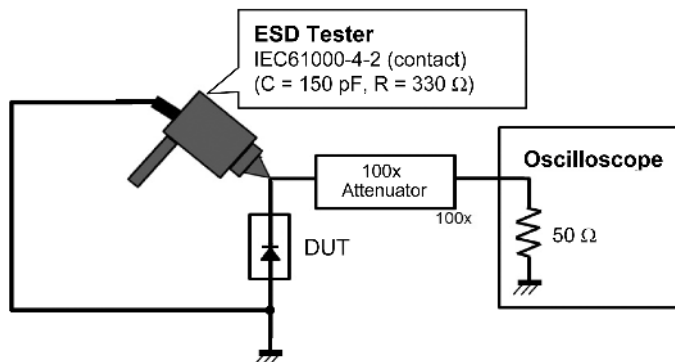 ESD Tester
IEC61000-4-2 (contact)
(C = 150 pF, R = 330 Ω)
Oscilloscope
100x
Attenuator
100x
50 Ω
DUT